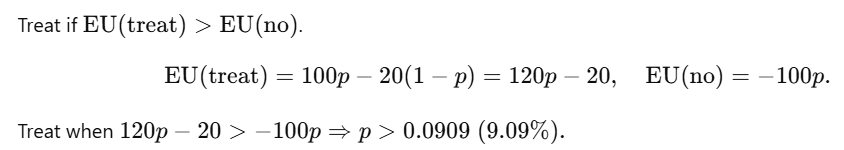 Treat if EU(treat) > EU(no).
EU(treat) = 100p − 20(1 − p) = 120p − 20, EU(no) = −100p.
Treat when 120p − 20 > −100p ⇒ p > 0.0909 (9.09%).